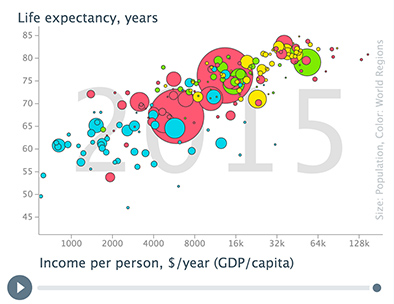 Life expectancy, years
85
80
75
70
65
60
55
50
45
2015
Size: Population, Color: World Regions
1000 2000 4000 8000 16k 32k 64k 128k
Income per person, $/year (GDP/capita)